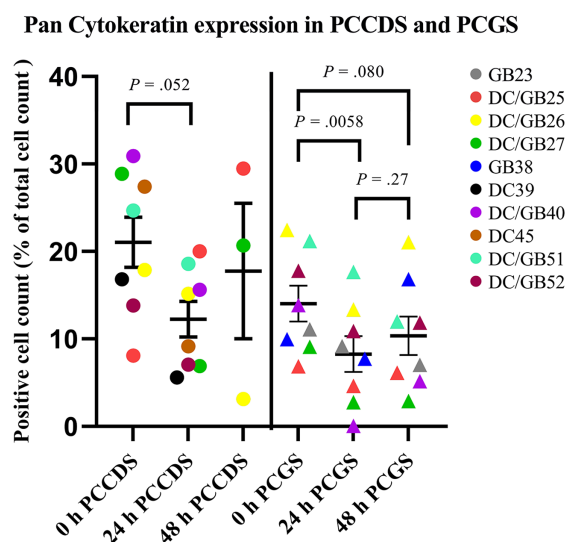 Pan Cytokeratin expression in PCCDS and PCGS
Positive cell count (% of total cell count )
40
30
20
10
0
P = .052
P = .080
P = .0058
P = .27
0 h PCCDS
24 h PCCDS
48 h PCCDS
0 h PCGS
24 h PCGS
48 h PCGS
GB23
DC/GB25
DC/GB26
DC/GB27
GB38
DC39
DC/GB40
DC45
DC/GB51
DC/GB52